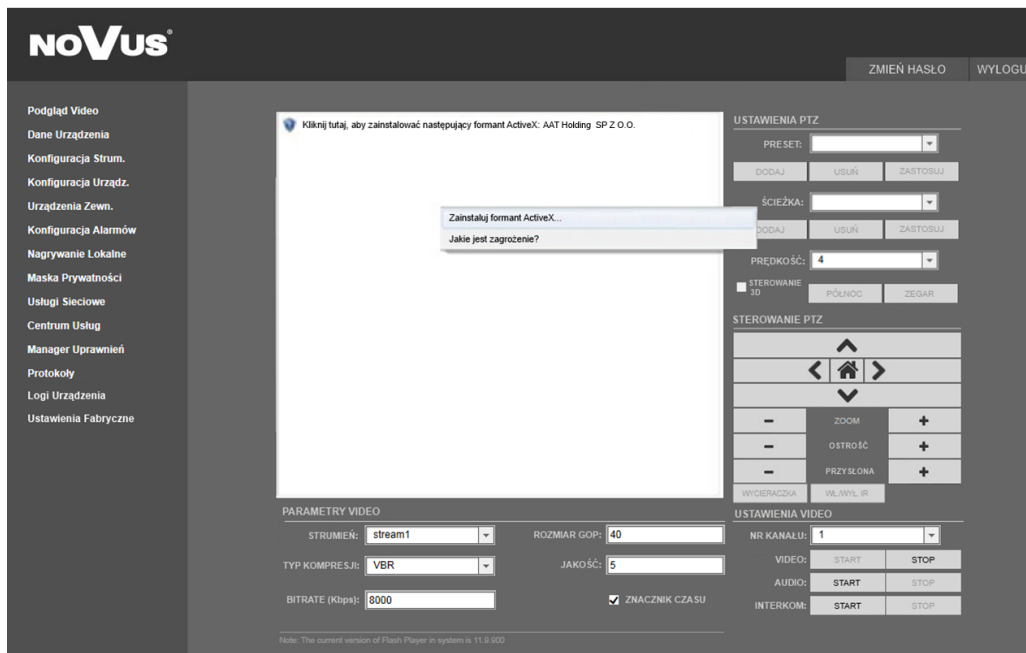 NOVUS®
ZMIEŃ HASŁO
WYLOGU
Podgląd Video
Dane Urządzenia
Konfiguracja Strum.
Konfiguracja Urządz.
Urządzenia Zewn.
Konfiguracja Alarmów
Nagrywanie Lokalne
Maska Prywatności
Usługi Sieciowe
Centrum Usług
Manager Uprawnień
Protokoły
Logi Urządzenia
Ustawienia Fabryczne
Kliknij tutaj, aby zainstalować następujący formant ActiveX: AAT Holding SP Z O.O.
Zainstaluj formant ActiveX...
Jakie jest zagrożenie?
USTAWIENIA PTZ
PRESET:
DODAJ USUŃ ZASTOSUJ
ŚCIEŻKA:
DODAJ USUŃ ZASTOSUJ
PRĘDKOŚĆ: 4
STEROWANIE
3D
PÓŁNOC ZEGAR
STEROWANIE PTZ
- ZOOM +
- OSTROŚĆ +
- PRZYSŁONA +
WYCIERACZKA WŁ/WYŁ IR
PARAMETRY VIDEO
STRUMIEŃ: stream1 ROZMIAR GOP: 40
TYP KOMPRESJI: VBR JAKOŚĆ: 5
BITRATE (Kbps): 8000 ZNACZNIK CZASU
Note: The current version of Flash Player in system is 11.9.900
USTAWIENIA VIDEO
NR KANAŁU: 1
VIDEO: START STOP
AUDIO: START STOP
INTERKOM: START STOP